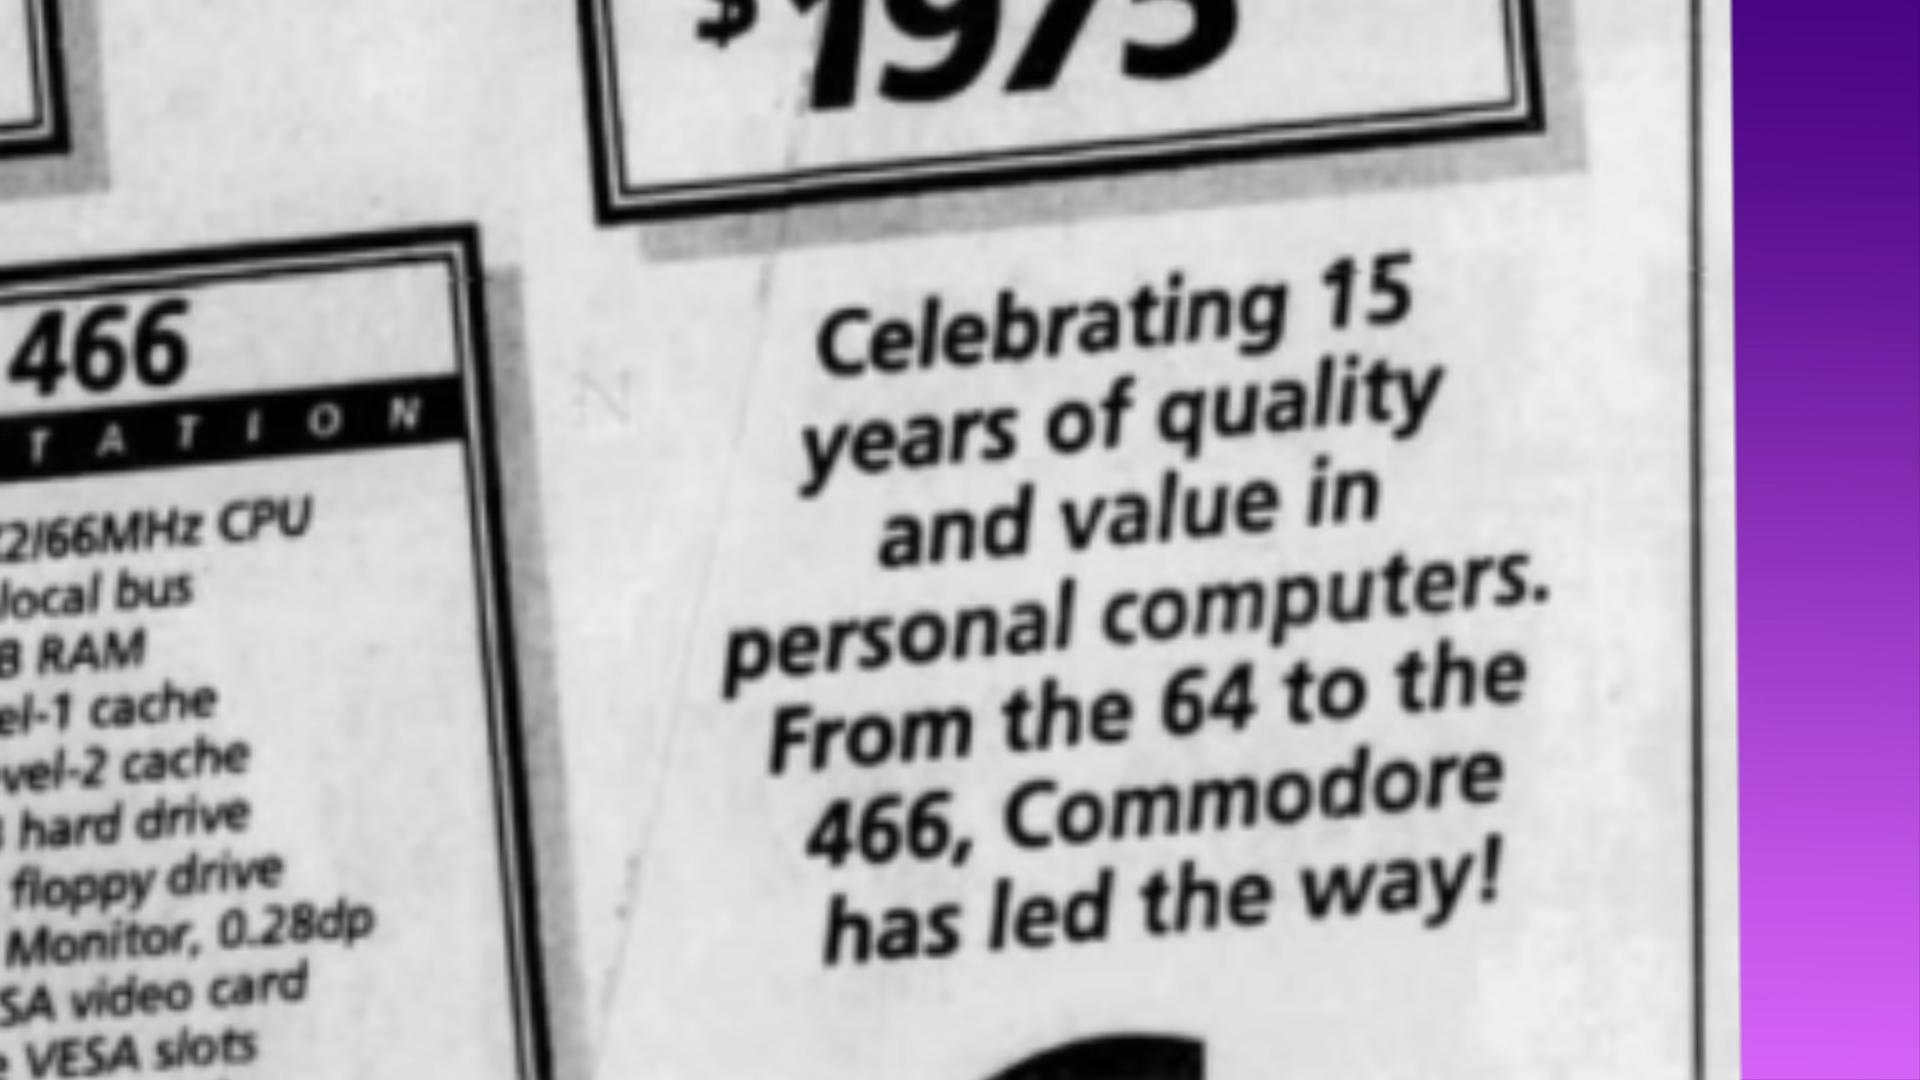 $1975
466
TATION
2/66MHz CPU
local bus
B RAM
el-1 cache
vel-2 cache
hard drive
floppy drive
Monitor, 0.28dp
SA video card
VESA slots
Celebrating 15
years of quality
and value in
personal computers.
From the 64 to the
466, Commodore
has led the way!